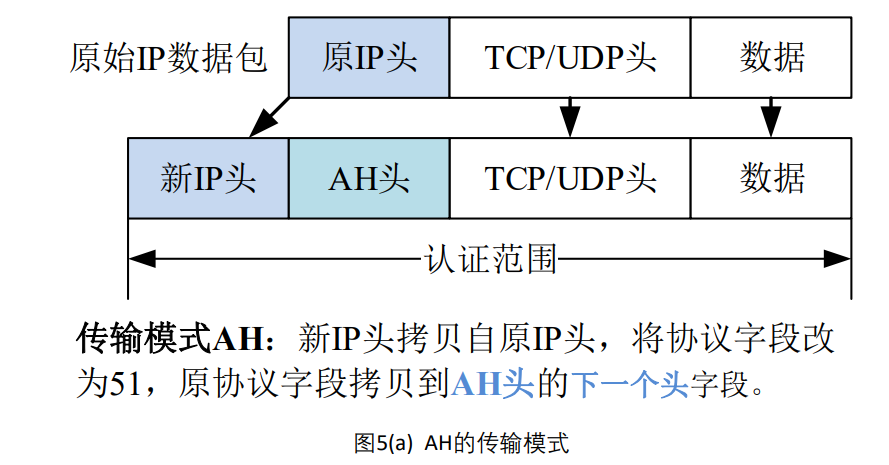 原始IP数据包 原IP头 TCP/UDP头 数据
新IP头 AH头 TCP/UDP头 数据
认证范围
传输模式AH：新IP头拷贝自原IP头，将协议字段改
为51，原协议字段拷贝到AH头的下一个头字段。
图5(a) AH的传输模式